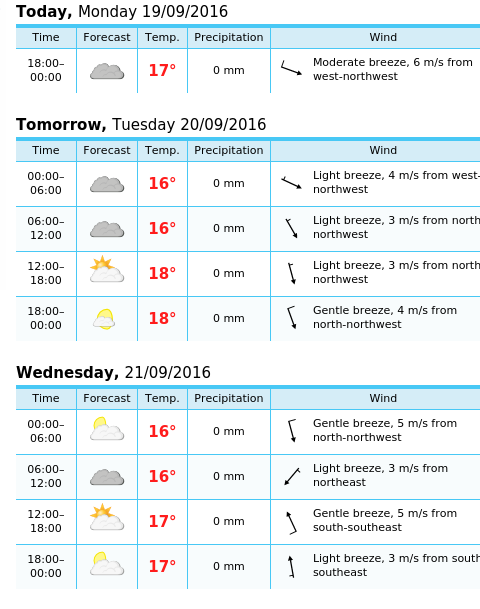 Today, Monday 19/09/2016
Time Forecast Temp. Precipitation Wind
18:00–00:00 17° 0 mm Moderate breeze, 6 m/s from west-northwest
Tomorrow, Tuesday 20/09/2016
Time Forecast Temp. Precipitation Wind
00:00–06:00 16° 0 mm Light breeze, 4 m/s from west-northwest
06:00–12:00 16° 0 mm Light breeze, 3 m/s from north northwest
12:00–18:00 18° 0 mm Light breeze, 3 m/s from north northwest
18:00–00:00 18° 0 mm Gentle breeze, 4 m/s from north-northwest
Wednesday, 21/09/2016
Time Forecast Temp. Precipitation Wind
00:00–06:00 16° 0 mm Gentle breeze, 5 m/s from north-northwest
06:00–12:00 16° 0 mm Light breeze, 3 m/s from northeast
12:00–18:00 17° 0 mm Gentle breeze, 5 m/s from south-southeast
18:00–00:00 17° 0 mm Light breeze, 3 m/s from south southeast